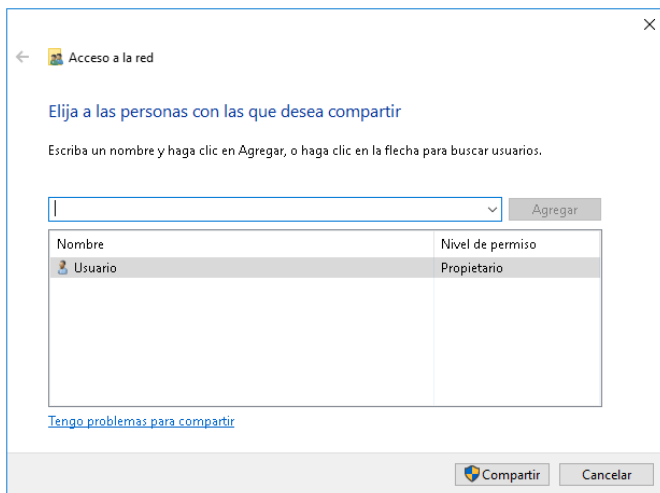 Acceso a la red
Elija a las personas con las que desea compartir
Escriba un nombre y haga clic en Agregar, o haga clic en la flecha para buscar usuarios.
Agregar
Nombre Nivel de permiso
Usuario Propietario
Tengo problemas para compartir
Compartir Cancelar